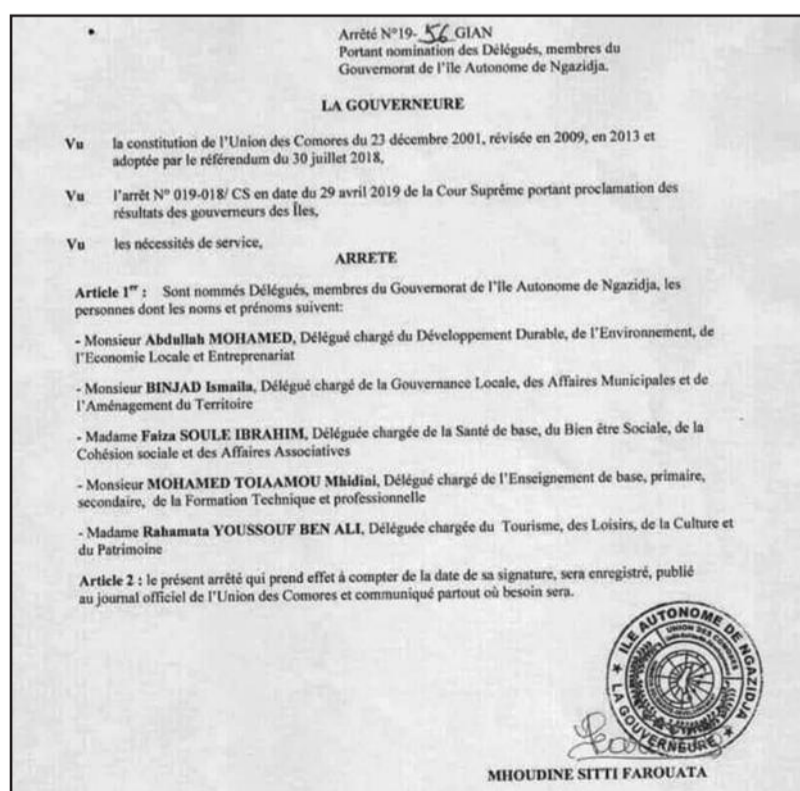 Arrêté N°19- 56 GIAN
Portant nomination des Délégués, membres du
Gouvernorat de l'île Autonome de Ngazidja.
LA GOUVERNEURE
Vu la constitution de l'Union des Comores du 23 décembre 2001, révisée en 2009, en 2013 et
adoptée par le référendum du 30 juillet 2018,
Vu l'arrêt N° 019-018/ CS en date du 29 avril 2019 de la Cour Suprême portant proclamation des
résultats des gouverneurs des Îles,
Vu les nécessités de service,
ARRETE
Article 1er : Sont nommés Délégués, membres du Gouvernorat de l'île Autonome de Ngazidja, les
personnes dont les noms et prénoms suivent:
- Monsieur Abdullah MOHAMED, Délégué chargé du Développement Durable, de l'Environnement, de
l'Economie Locale et Entreprenariat
- Monsieur BINJAD Ismaila, Délégué chargé de la Gouvernance Locale, des Affaires Municipales et de
l'Aménagement du Territoire
- Madame Faiza SOULE IBRAHIM, Déléguée chargée de la Santé de base, du Bien être Sociale, de la
Cohésion sociale et des Affaires Associatives
- Monsieur MOHAMED TOIAAMOU Mhidini, Délégué chargé de l'Enseignement de base, primaire,
secondaire, de la Formation Technique et professionnelle
- Madame Rahamata YOUSSOUF BEN ALI, Déléguée chargée du Tourisme, des Loisirs, de la Culture et
du Patrimoine
Article 2 : le présent arrêté qui prend effet à compter de la date de sa signature, sera enregistré, publié
au journal officiel de l'Union des Comores et communiqué partout où besoin sera.
ILE AUTONOME DE NGAZIDJA
UNION DES COMORES
LA GOUVERNEURE
MHOUDINE SITTI FAROUATA